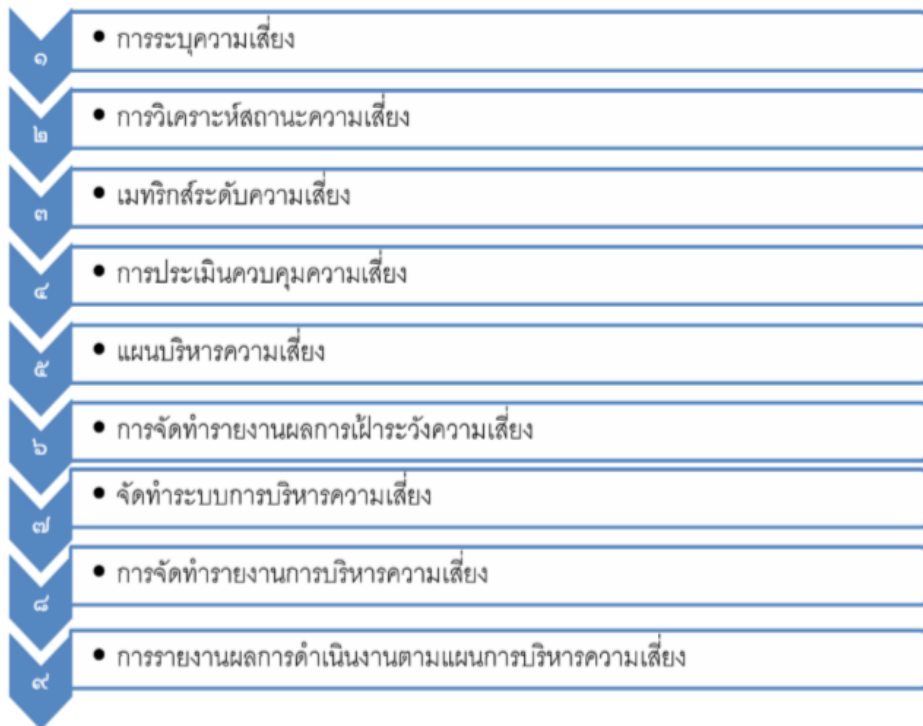 ๑
• การระบุความเสี่ยง
๒
• การวิเคราะห์สถานะความเสี่ยง
๓
• เมทริกส์ระดับความเสี่ยง
๔
• การประเมินควบคุมความเสี่ยง
๕
• แผนบริหารความเสี่ยง
๖
• การจัดทำรายงานผลการเฝ้าระวังความเสี่ยง
๗
• จัดทำระบบการบริหารความเสี่ยง
๘
• การจัดทำรายงานการบริหารความเสี่ยง
๙
• การรายงานผลการดำเนินงานตามแผนการบริหารความเสี่ยง